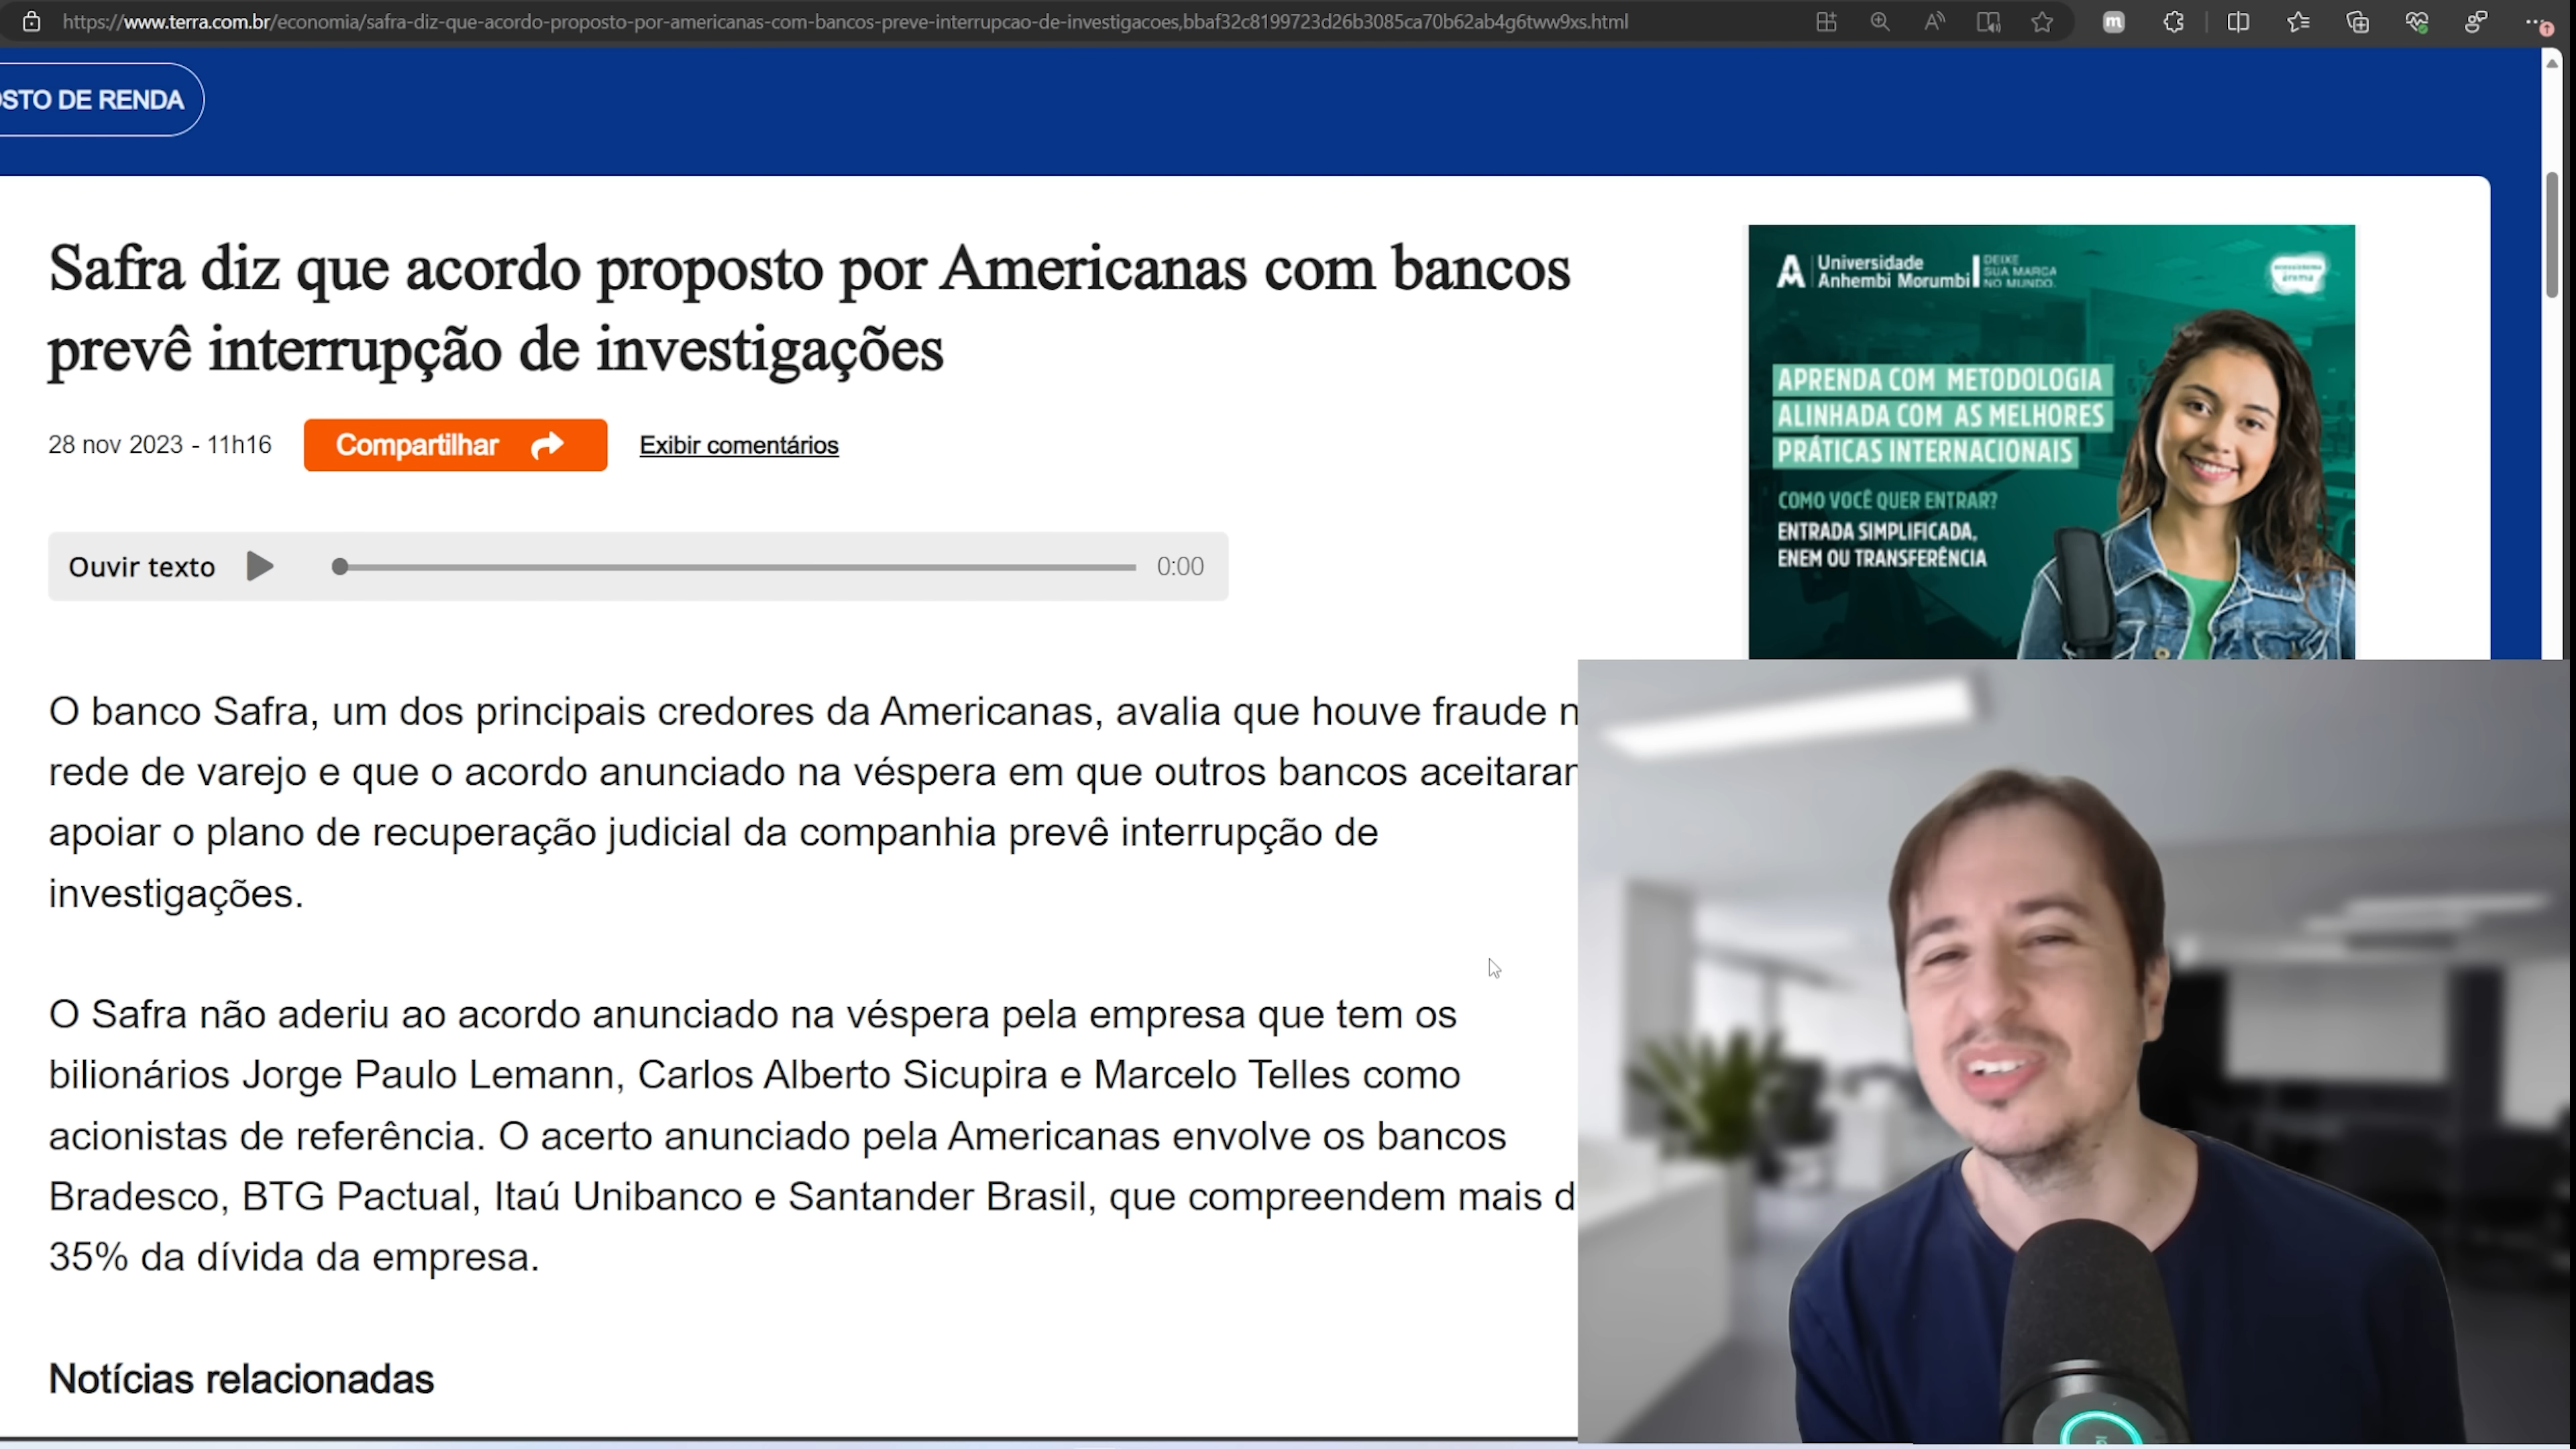 https://www.terra.com.br/economia/safra-diz-que-acordo-proposto-por-americanas-com-bancos-preve-interrupcao-de-investigacoes,bbaf32c8199723d26b3085ca70b62ab4g6tww9xs.html
OSTO DE RENDA
Safra diz que acordo proposto por Americanas com bancos
prevê interrupção de investigações
28 nov 2023 - 11h16
Compartilhar
Exibir comentários
Ouvir texto
0:00
O banco Safra, um dos principais credores da Americanas, avalia que houve fraude n
rede de varejo e que o acordo anunciado na véspera em que outros bancos aceitaram
apoiar o plano de recuperação judicial da companhia prevê interrupção de
investigações.
O Safra não aderiu ao acordo anunciado na véspera pela empresa que tem os
bilionários Jorge Paulo Lemann, Carlos Alberto Sicupira e Marcelo Telles como
acionistas de referência. O acerto anunciado pela Americanas envolve os bancos
Bradesco, BTG Pactual, Itaú Unibanco e Santander Brasil, que compreendem mais d
35% da dívida da empresa.
Notícias relacionadas
Universidade
Anhembi Morumbi
DEIXE
SUA MARCA
NO MUNDO.
APRENDA COM METODOLOGIA
ALINHADA COM AS MELHORES
PRÁTICAS INTERNACIONAIS
COMO VOCÊ QUER ENTRAR?
ENTRADA SIMPLIFICADA,
ENEM OU TRANSFERÊNCIA